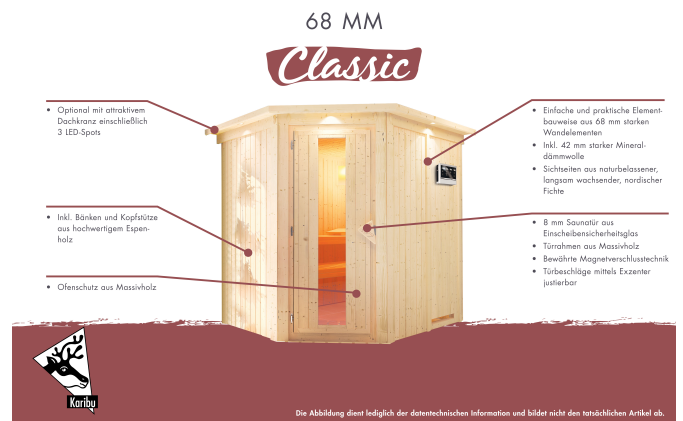 68 MM
Classic
• Optional mit attraktivem
Dachkranz einschließlich
3 LED-Spots
• Inkl. Bänken und Kopfstütze
aus hochwertigem Espen-
holz
• Ofenschutz aus Massivholz
• Einfache und praktische Element-
bauweise aus 68 mm starken
Wandelementen
• Inkl. 42 mm starker Mineral-
dämmwolle
• Sichtseiten aus naturbelassener,
langsam wachsender, nordischer
Fichte
• 8 mm Saunatür aus
Einscheibensicherheitsglas
• Türrahmen aus Massivholz
• Bewährte Magnetverschlusstechnik
• Türbeschläge mittels Exzenter
justierbar
Karibu
Die Abbildung dient lediglich der datentechnischen Information und bildet nicht den tatsächlichen Artikel ab.